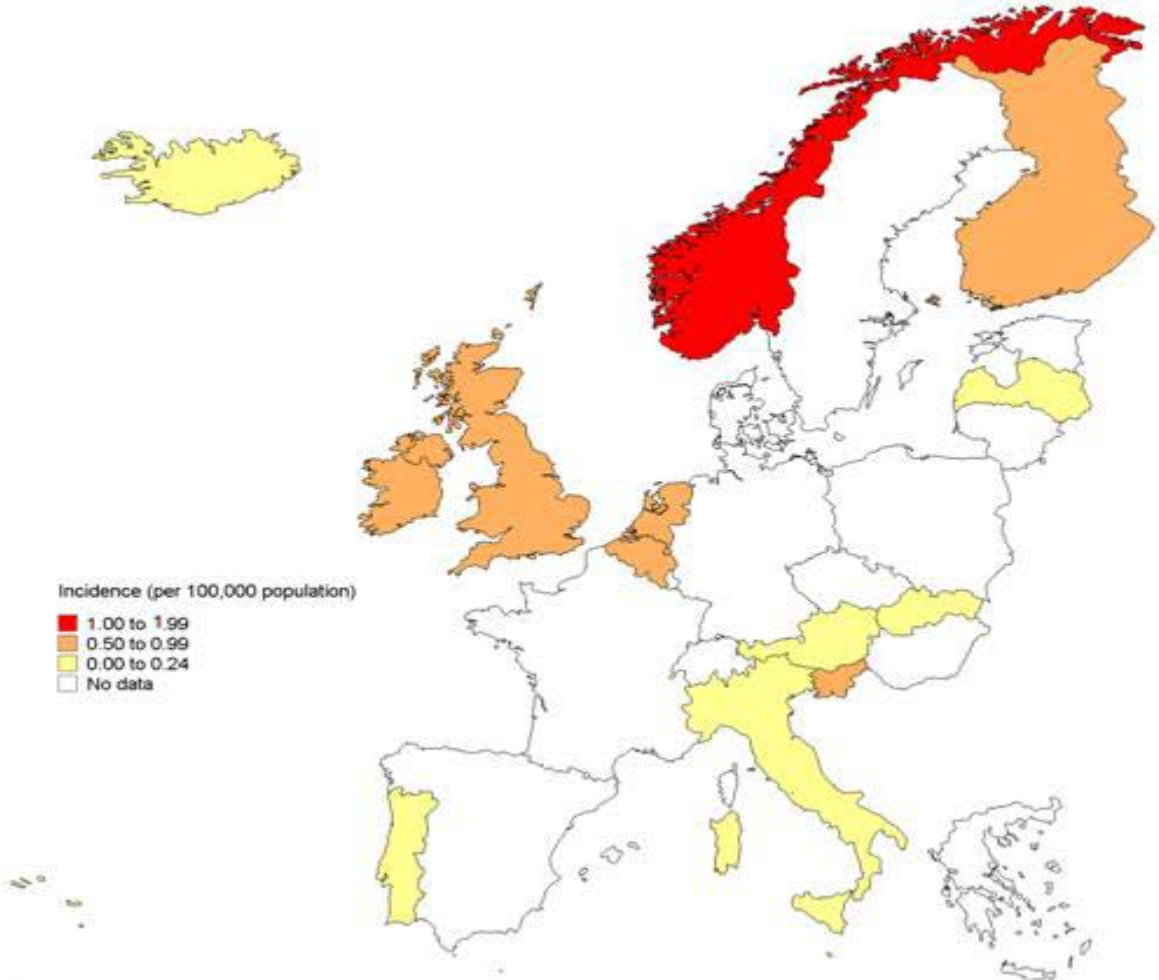 Incidence (per 100,000 population)
1.00 to 1.99
0.50 to 0.99
0.00 to 0.24
No data